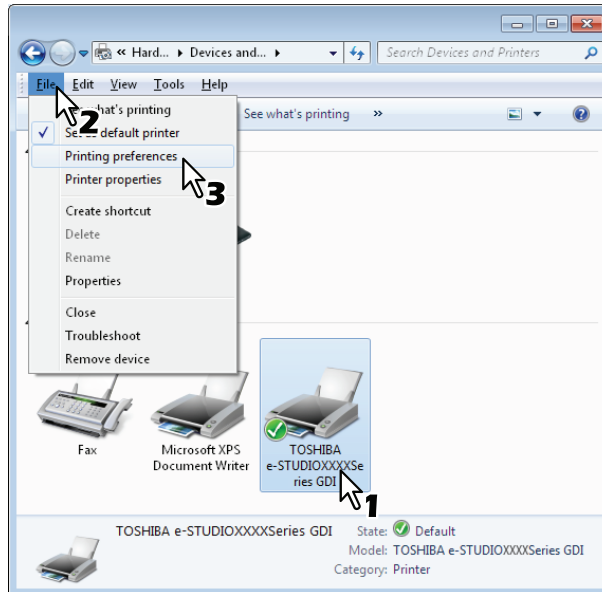 « Hard... ▸ Devices and... ▸
Search Devices and Printers
File Edit View Tools Help
2
See what's printing »
what's printing
Set as default printer
Printing preferences
3
Printer properties
Create shortcut
Delete
Rename
Properties
Close
Troubleshoot
Remove device
Fax
Microsoft XPS
Document Writer
TOSHIBA
e-STUDIOXXXXSe
ries GDI
1
TOSHIBA e-STUDIOXXXXSeries GDI State: Default
Model: TOSHIBA e-STUDIOXXXXSeries GDI
Category: Printer